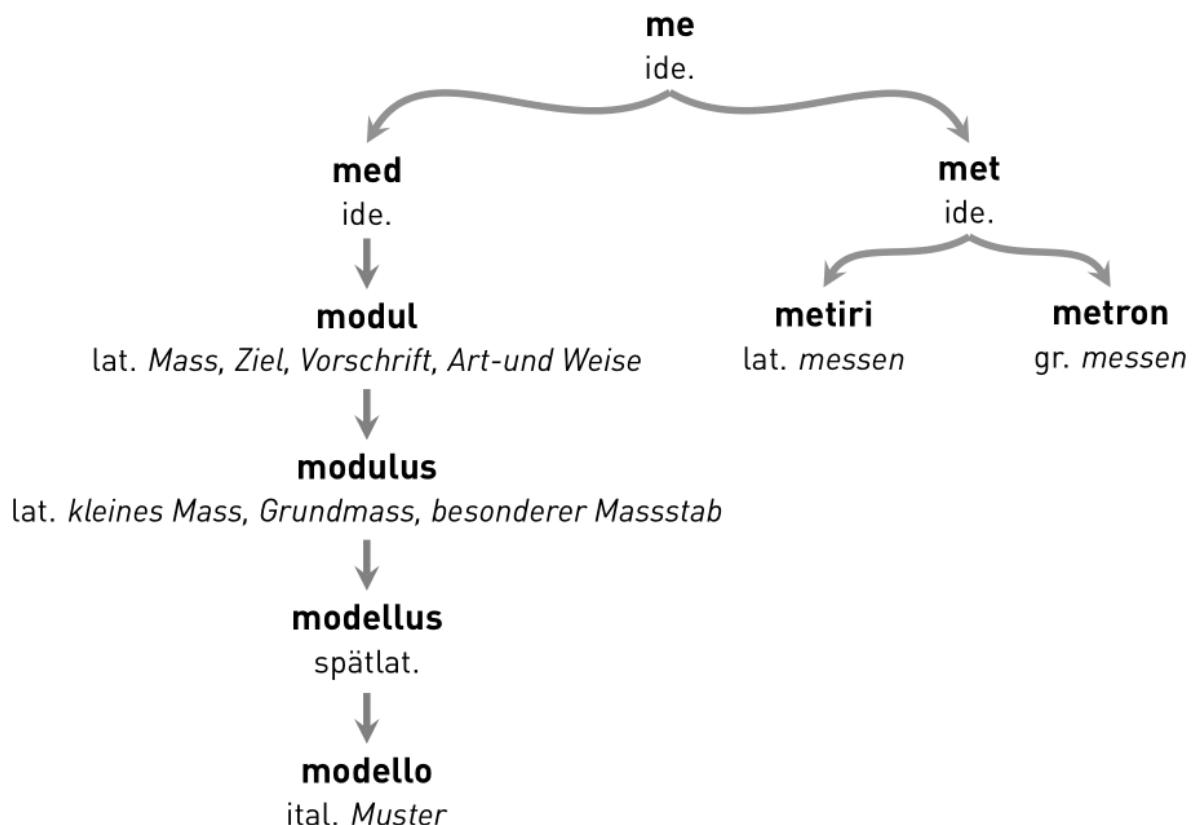 me
ide.
med
ide.
met
ide.
modul
lat. Mass, Ziel, Vorschrift, Art-und Weise
metiri
lat. messen
metron
gr. messen
modulus
lat. kleines Mass, Grundmass, besonderer Massstab
modellus
spätlat.
modello
ital. Muster